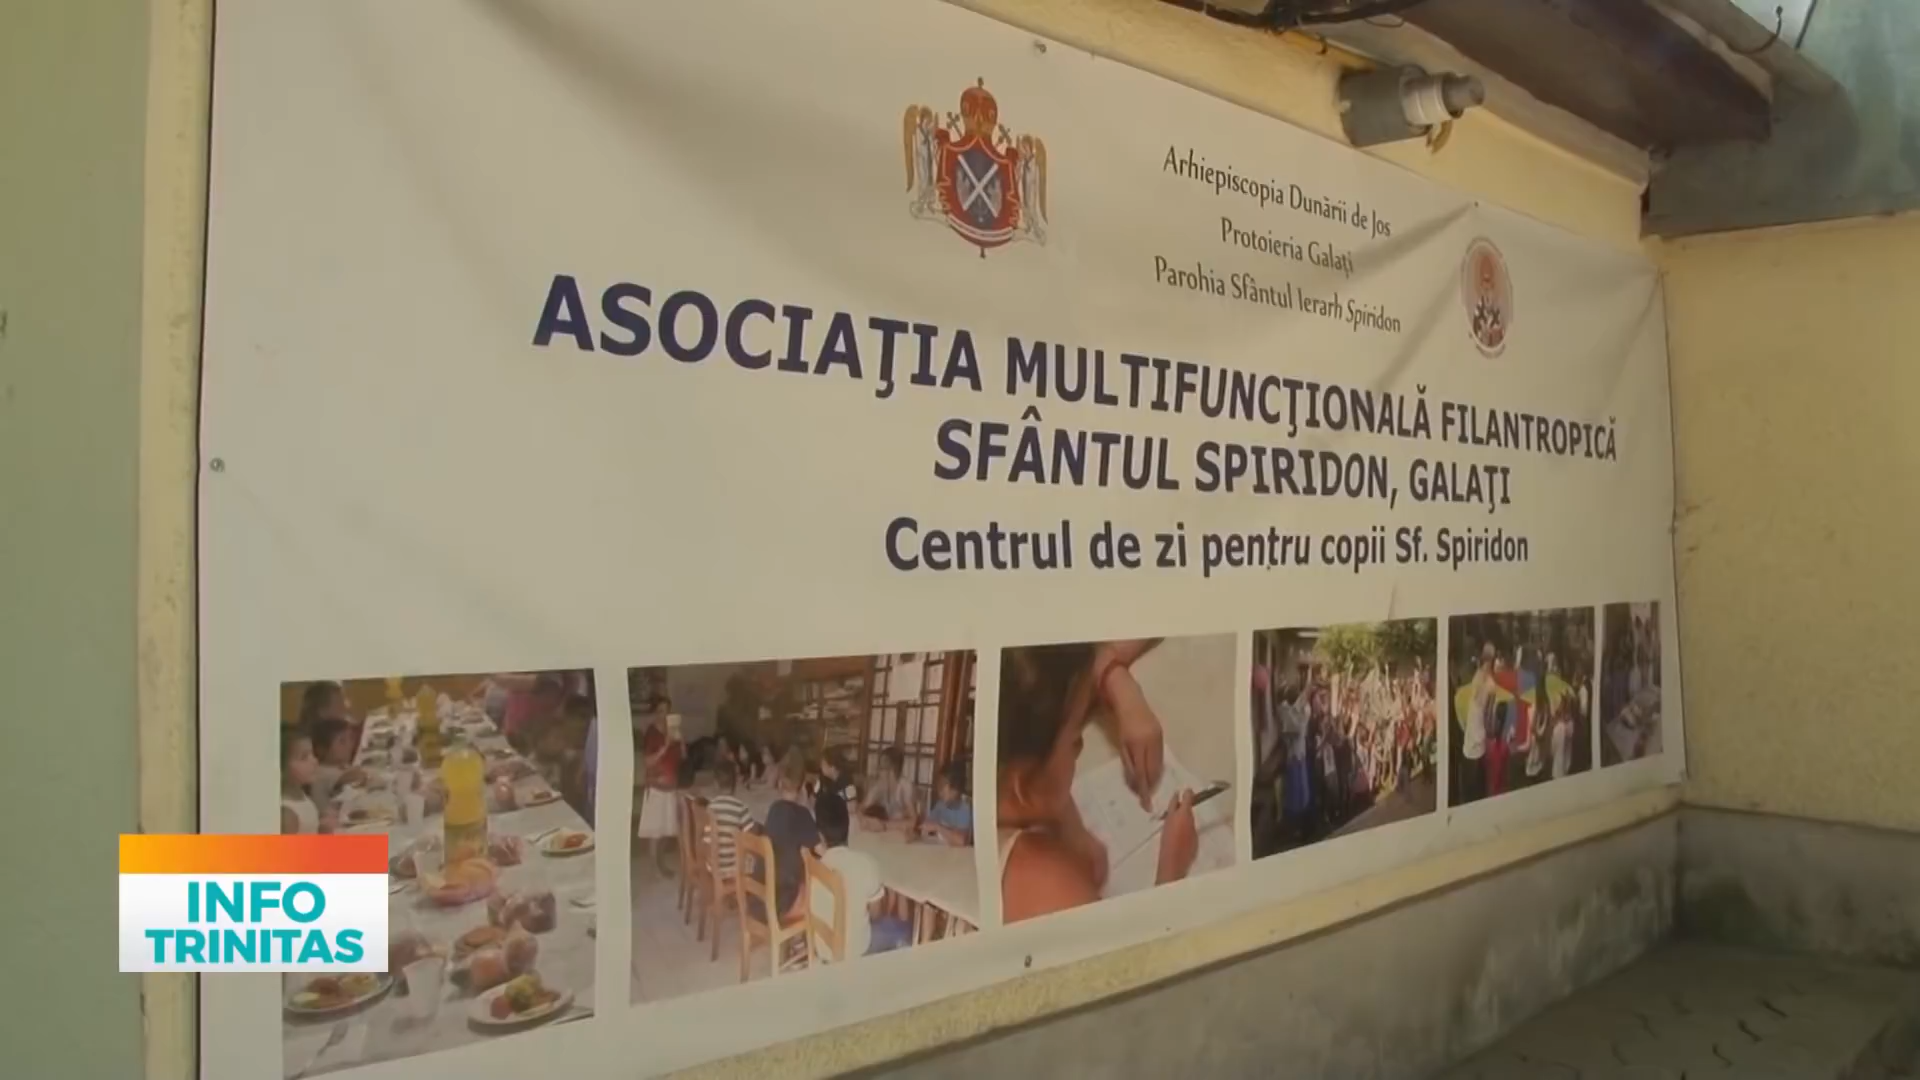 Arhiepiscopia Dunării de Jos
Protoieria Galaţi
Parohia Sfântul Ierarh Spiridon
ASOCIAŢIA MULTIFUNCŢIONALĂ FILANTROPICĂ
SFÂNTUL SPIRIDON, GALAŢI
Centrul de zi pentru copii Sf. Spiridon
INFO
TRINITAS